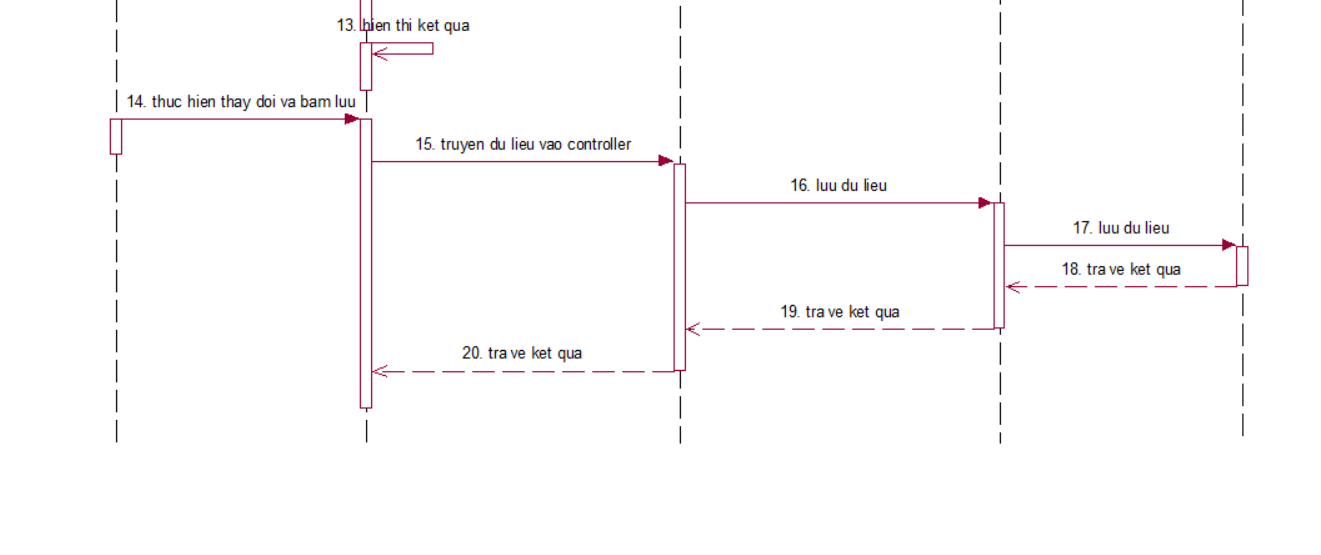 13. hien thi ket qua
14. thuc hien thay doi va bam luu
15. truyen du lieu vao controller
16. luu du lieu
17. luu du lieu
18. tra ve ket qua
19. tra ve ket qua
20. tra ve ket qua